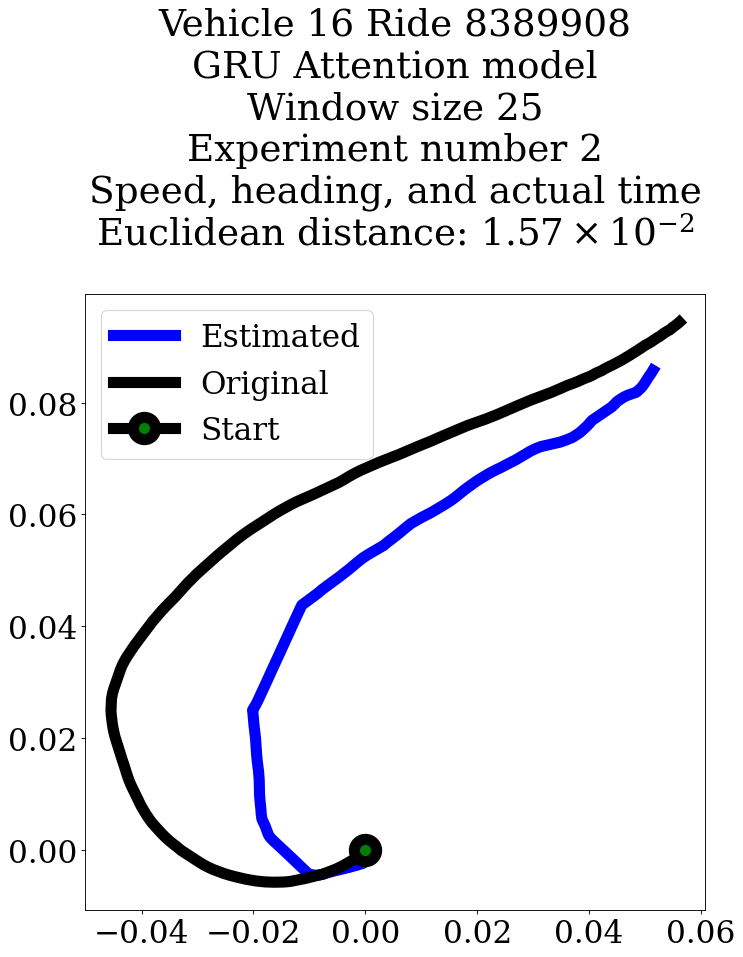 Vehicle 16 Ride 8389908
GRU Attention model
Window size 25
Experiment number 2
Speed, heading, and actual time
Euclidean distance: 1.57 × 10⁻²
Estimated
Original
Start
0.08
0.06
0.04
0.02
0.00
−0.04 −0.02 0.00 0.02 0.04 0.06